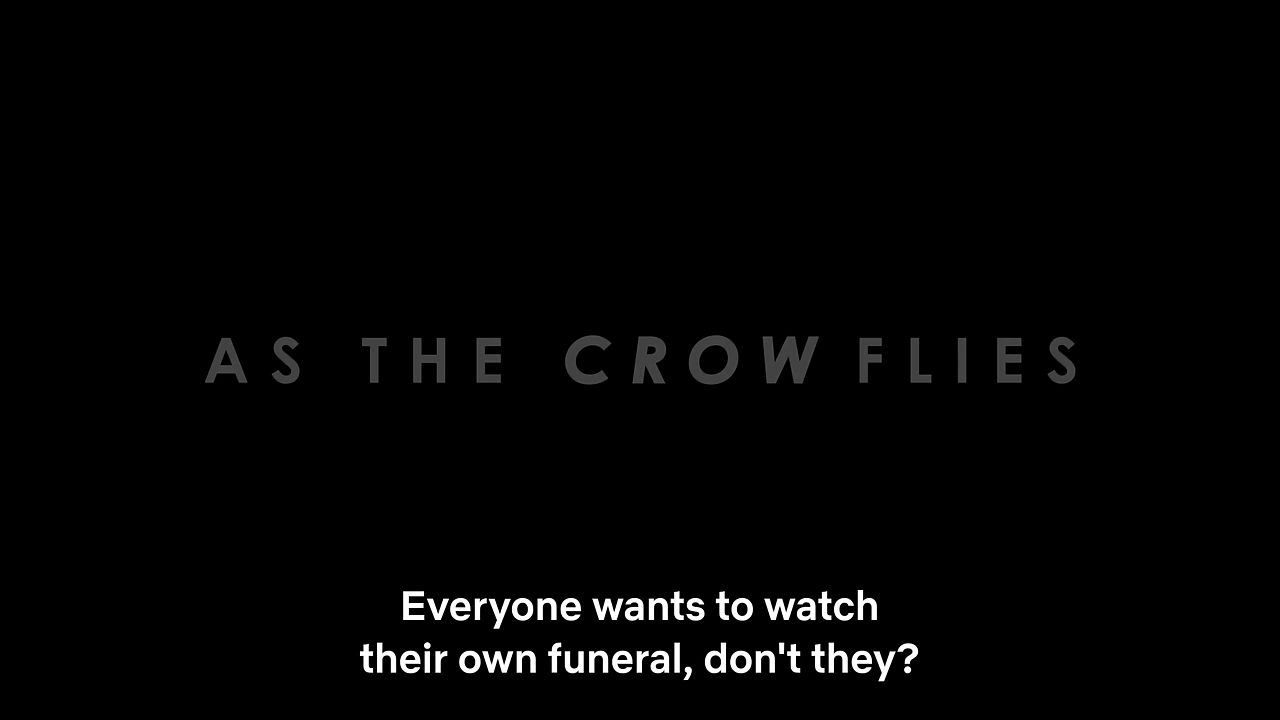 AS THE CROW FLIES
Everyone wants to watch
their own funeral, don't they?